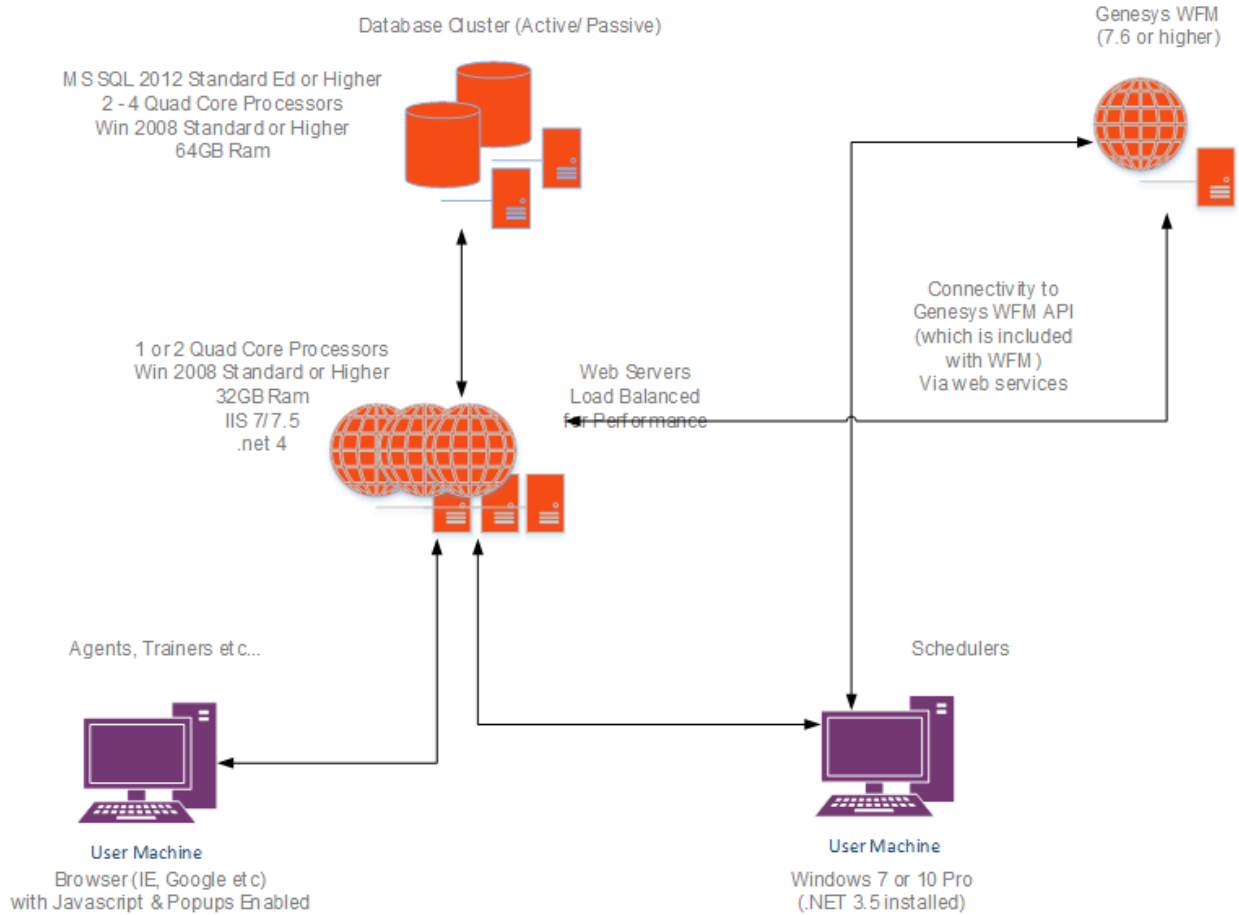 Database Cluster (Active/ Passive)
MS SQL 2012 Standard Ed or Higher
2 - 4 Quad Core Processors
Win 2008 Standard or Higher
64GB Ram
Genesys WFM
(7.6 or higher)
Connectivity to
Genesys WFM API
(which is included
with WFM)
Via web services
1 or 2 Quad Core Processors
Win 2008 Standard or Higher
32GB Ram
IIS 7/7.5
.net 4
Web Servers
Load Balanced
for Performance
Agents, Trainers etc...
User Machine
Browser (IE, Google etc)
with Javascript & Popups Enabled
Schedulers
User Machine
Windows 7 or 10 Pro
(.NET 3.5 installed)